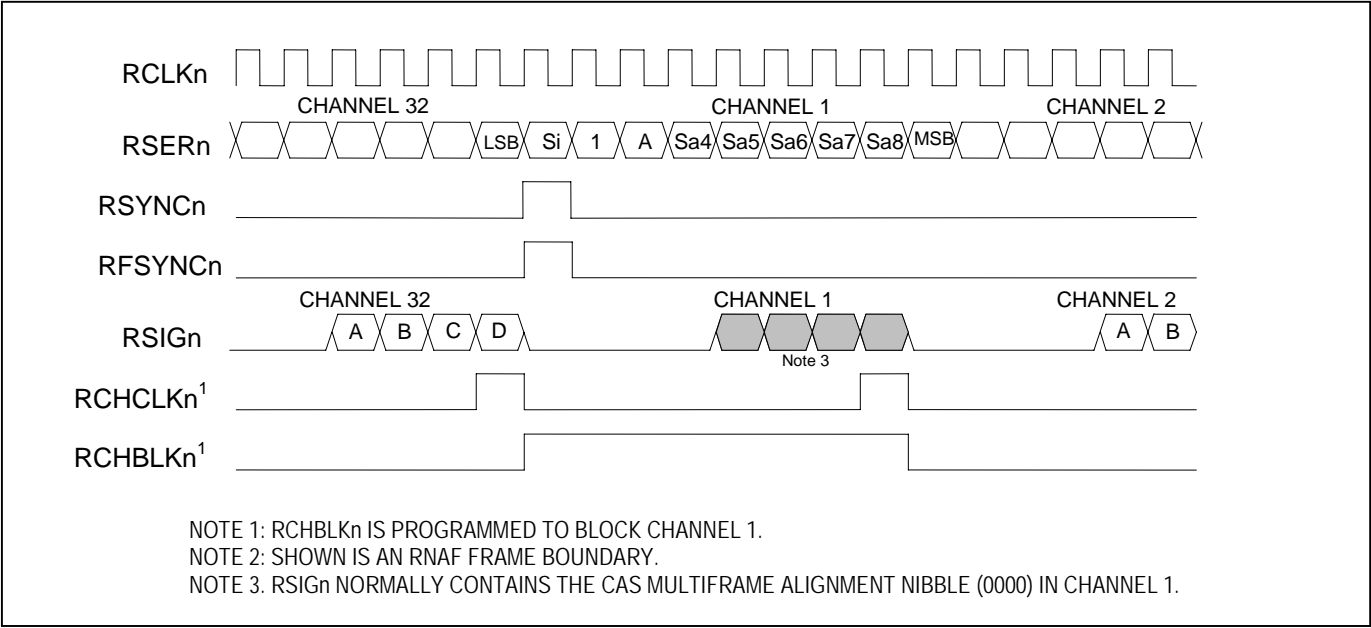 RCLKn
CHANNEL 32 CHANNEL 1 CHANNEL 2
RSERn LSB Si 1 A Sa4 Sa5 Sa6 Sa7 Sa8 MSB
RSYNCn
RFSYNCn
CHANNEL 32 CHANNEL 1 CHANNEL 2
RSIGn A B C D A B
Note 3
RCHCLKn1
RCHBLKn1
NOTE 1: RCHBLKn IS PROGRAMMED TO BLOCK CHANNEL 1.
NOTE 2: SHOWN IS AN RNAF FRAME BOUNDARY.
NOTE 3. RSIGn NORMALLY CONTAINS THE CAS MULTIFRAME ALIGNMENT NIBBLE (0000) IN CHANNEL 1.